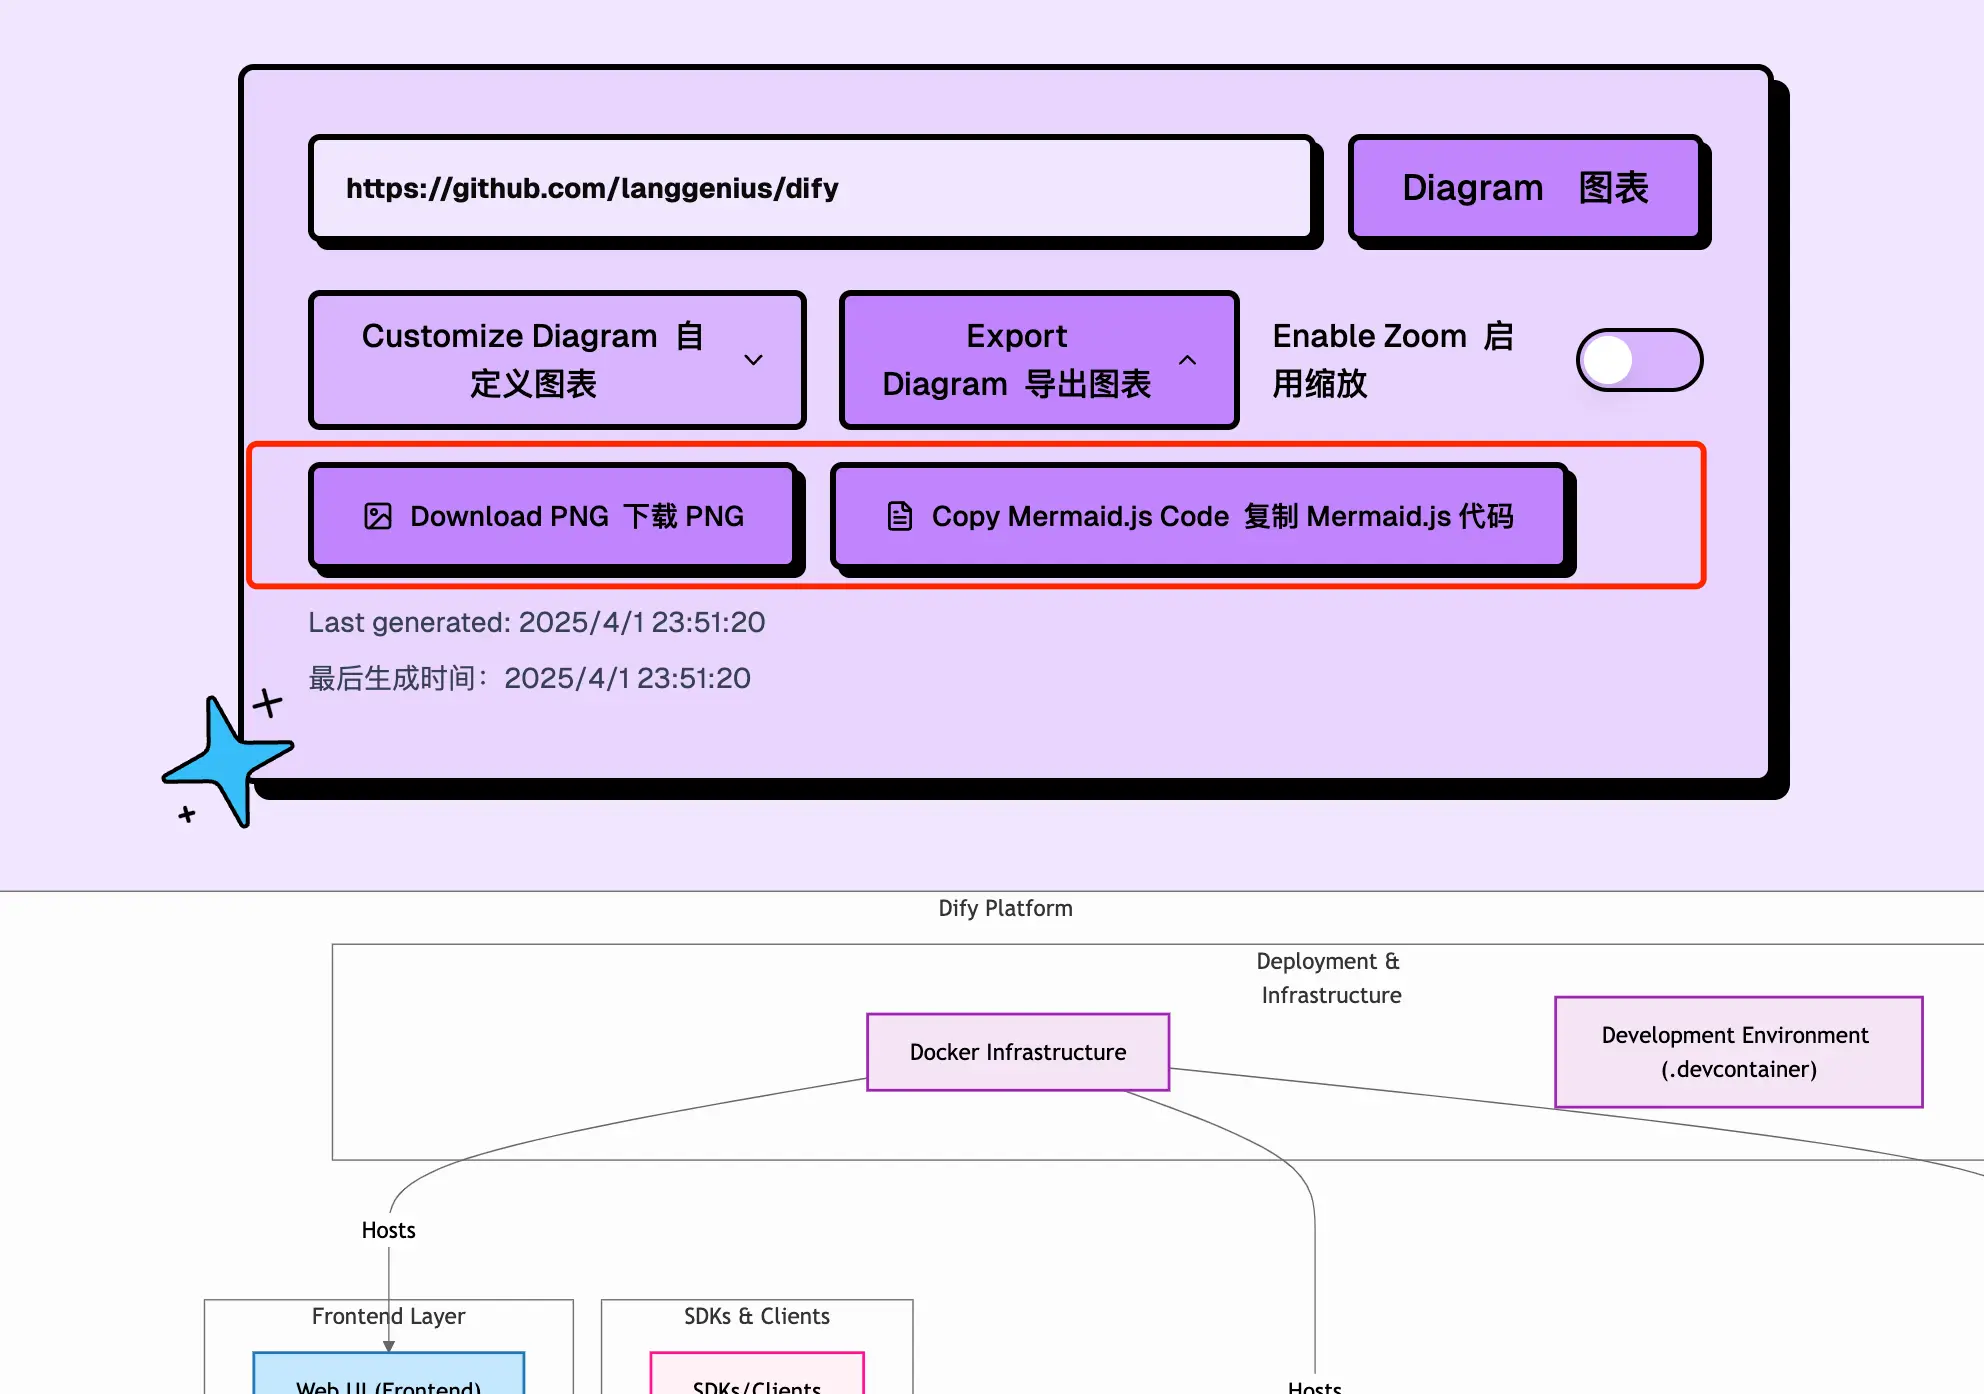 https://github.com/langgenius/dify
Diagram 图表
Customize Diagram 自
定义图表
Export
Diagram 导出图表
Enable Zoom 启
用缩放
Download PNG 下载 PNG
Copy Mermaid.js Code 复制 Mermaid.js 代码
Last generated: 2025/4/1 23:51:20
最后生成时间：2025/4/1 23:51:20
Dify Platform
Deployment &
Infrastructure
Docker Infrastructure
Development Environment
(.devcontainer)
Hosts
Frontend Layer
SDKs & Clients
Web UI (Frontend)
SDKs/Clients
Hosts